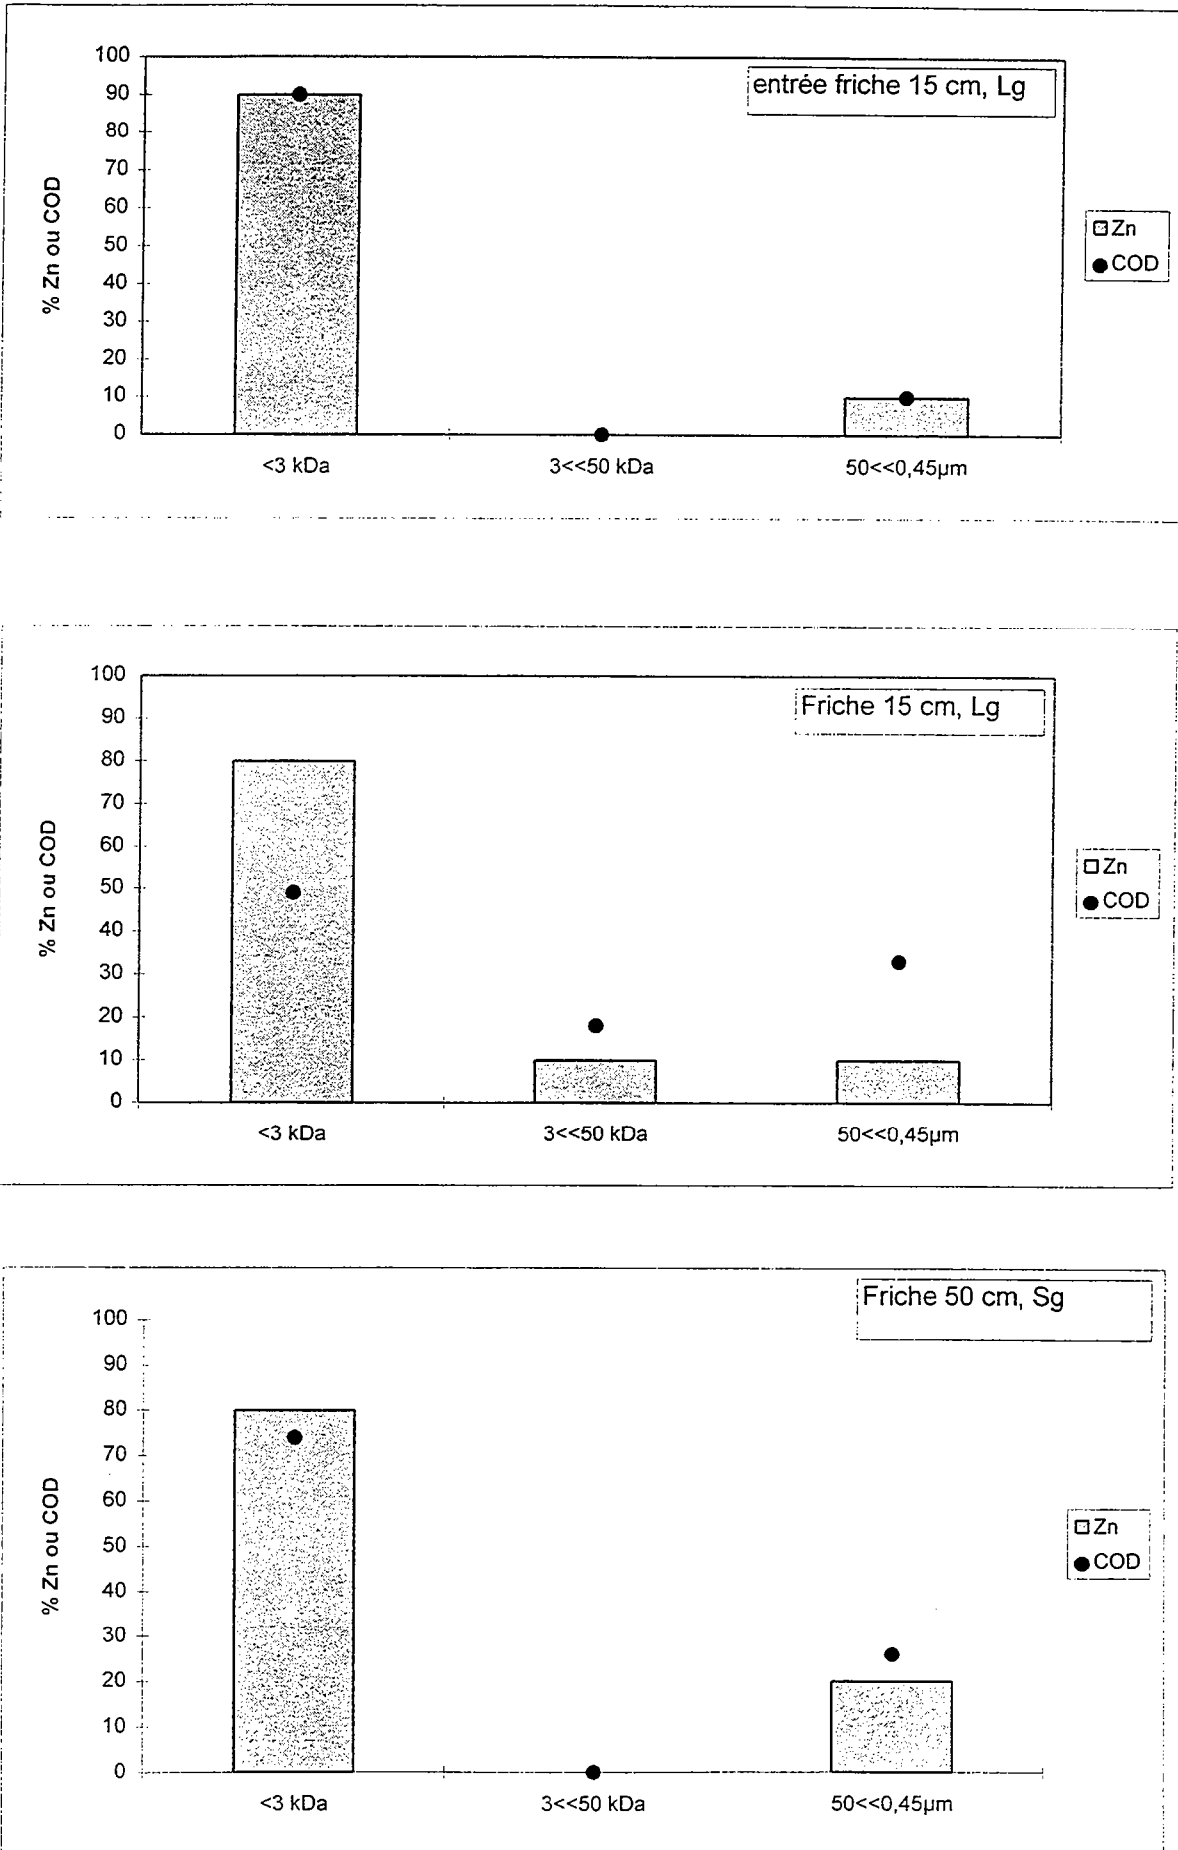 entrée friche 15 cm, Lg
% Zn ou COD
100
90
80
70
60
50
40
30
20
10
0
<3 kDa
3<<50 kDa
50<<0,45µm
Zn
COD
Friche 15 cm, Lg
% Zn ou COD
100
90
80
70
60
50
40
30
20
10
0
<3 kDa
3<<50 kDa
50<<0,45µm
Zn
COD
Friche 50 cm, Sg
% Zn ou COD
100
90
80
70
60
50
40
30
20
10
0
<3 kDa
3<<50 kDa
50<<0,45µm
Zn
COD